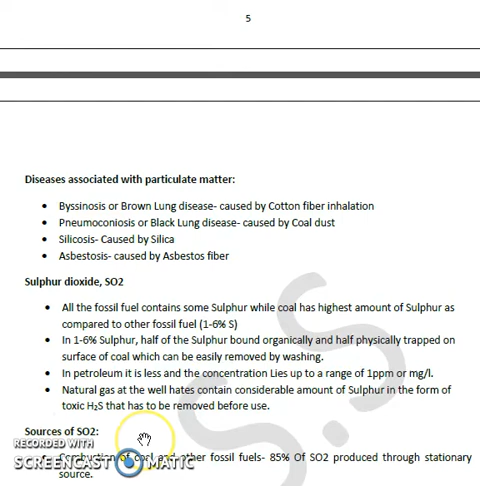 5
Diseases associated with particulate matter:
• Byssinosis or Brown Lung disease- caused by Cotton fiber inhalation
• Pneumoconiosis or Black Lung disease- caused by Coal dust
• Silicosis- Caused by Silica
• Asbestosis- caused by Asbestos fiber
Sulphur dioxide, SO2
• All the fossil fuel contains some Sulphur while coal has highest amount of Sulphur as
compared to other fossil fuel (1-6% S)
• In 1-6% Sulphur, half of the Sulphur bound organically and half physically trapped on
surface of coal which can be easily removed by washing.
• In petroleum it is less and the concentration Lies up to a range of 1ppm or mg/l.
• Natural gas at the well hates contain considerable amount of Sulphur in the form of
toxic H₂S that has to be removed before use.
Sources of SO2:
RECORDED WITH
Combustion of coal and other fossil fuels- 85% Of SO2 produced through stationary
SCREENCAST MATIC
source.
S.S